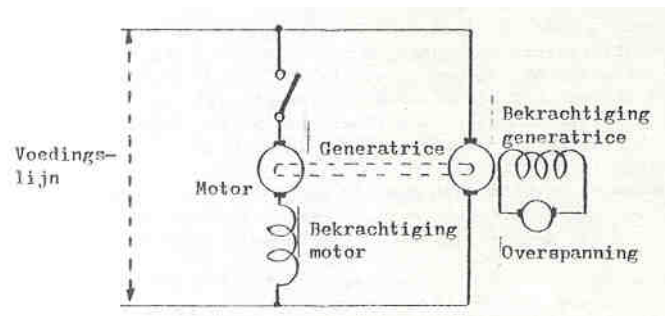 Voedings-
lijn
Motor
Generatrice
Bekrachtiging
motor
Bekrachtiging
generatrice
Overspanning